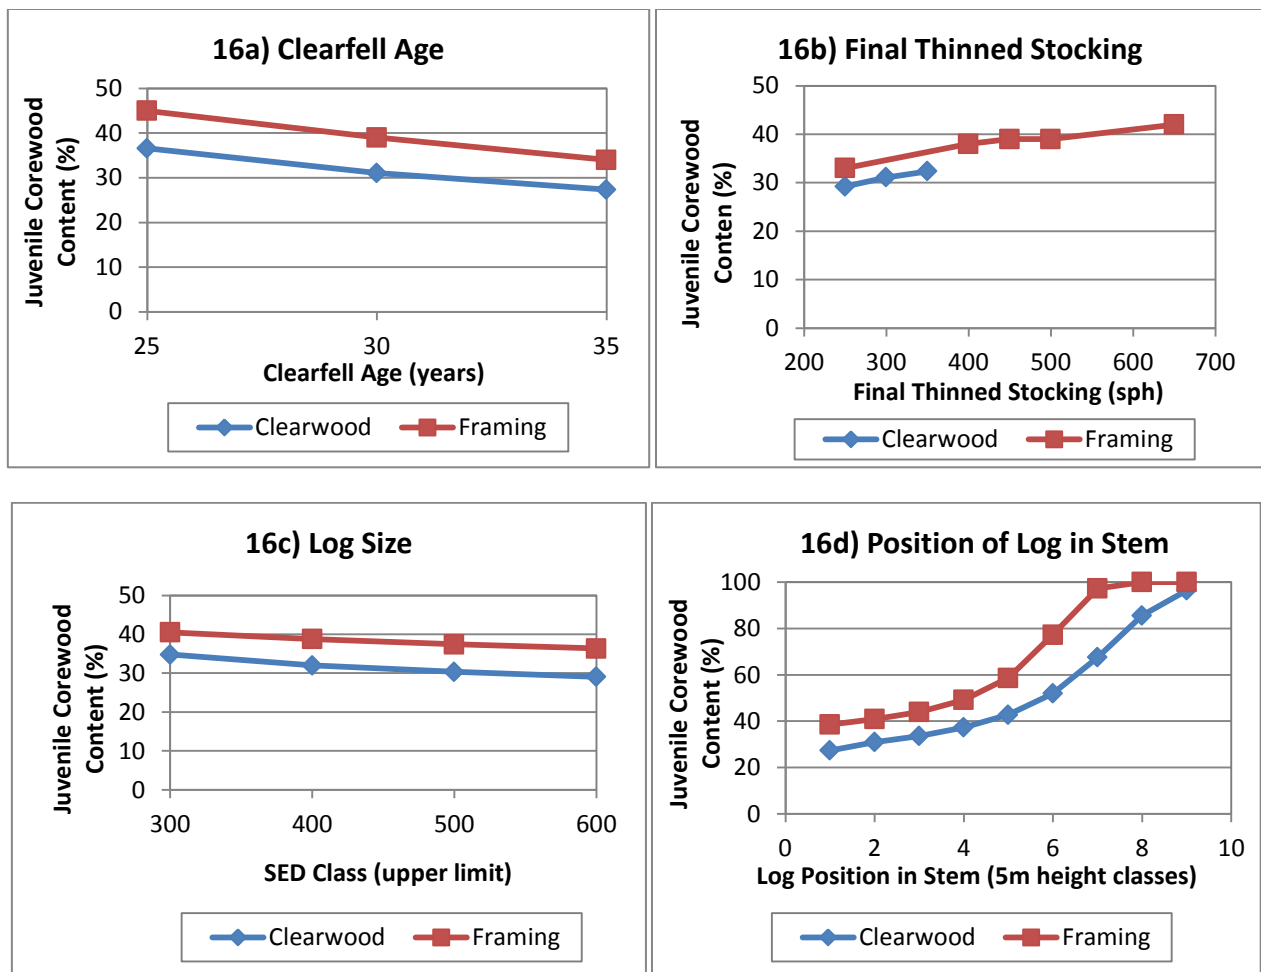 16a) Clearfell Age
Juvenile Corewood
Content (%)
50
40
30
20
10
0
25 30 35
Clearfell Age (years)
Clearwood Framing
16b) Final Thinned Stocking
Juvenile Corewood
Conten (%)
50
40
30
20
10
0
200 300 400 500 600 700
Final Thinned Stocking (sph)
Clearwood Framing
16c) Log Size
Juvenile Corewood
Content (%)
50
40
30
20
10
0
300 400 500 600
SED Class (upper limit)
Clearwood Framing
16d) Position of Log in Stem
Juvenile Corewood
Content (%)
100
80
60
40
20
0
0 2 4 6 8 10
Log Position in Stem (5m height classes)
Clearwood Framing